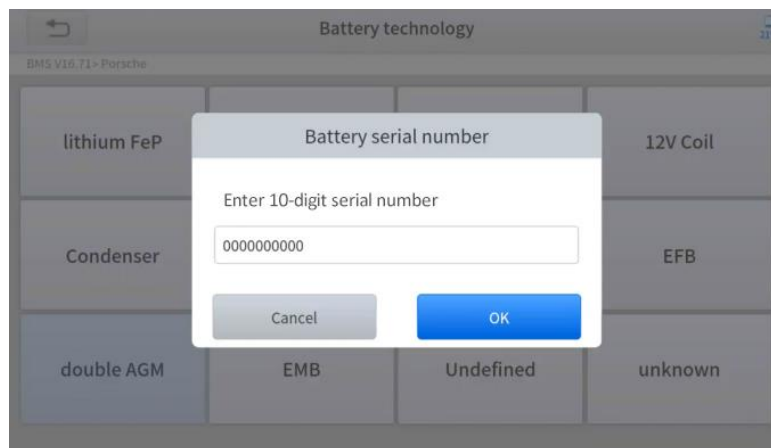 Battery technology
BMS V16.71> Porsche
lithium FeP
12V Coil
Battery serial number
Enter 10-digit serial number
0000000000
Condenser
EFB
Cancel
OK
double AGM
EMB
Undefined
unknown